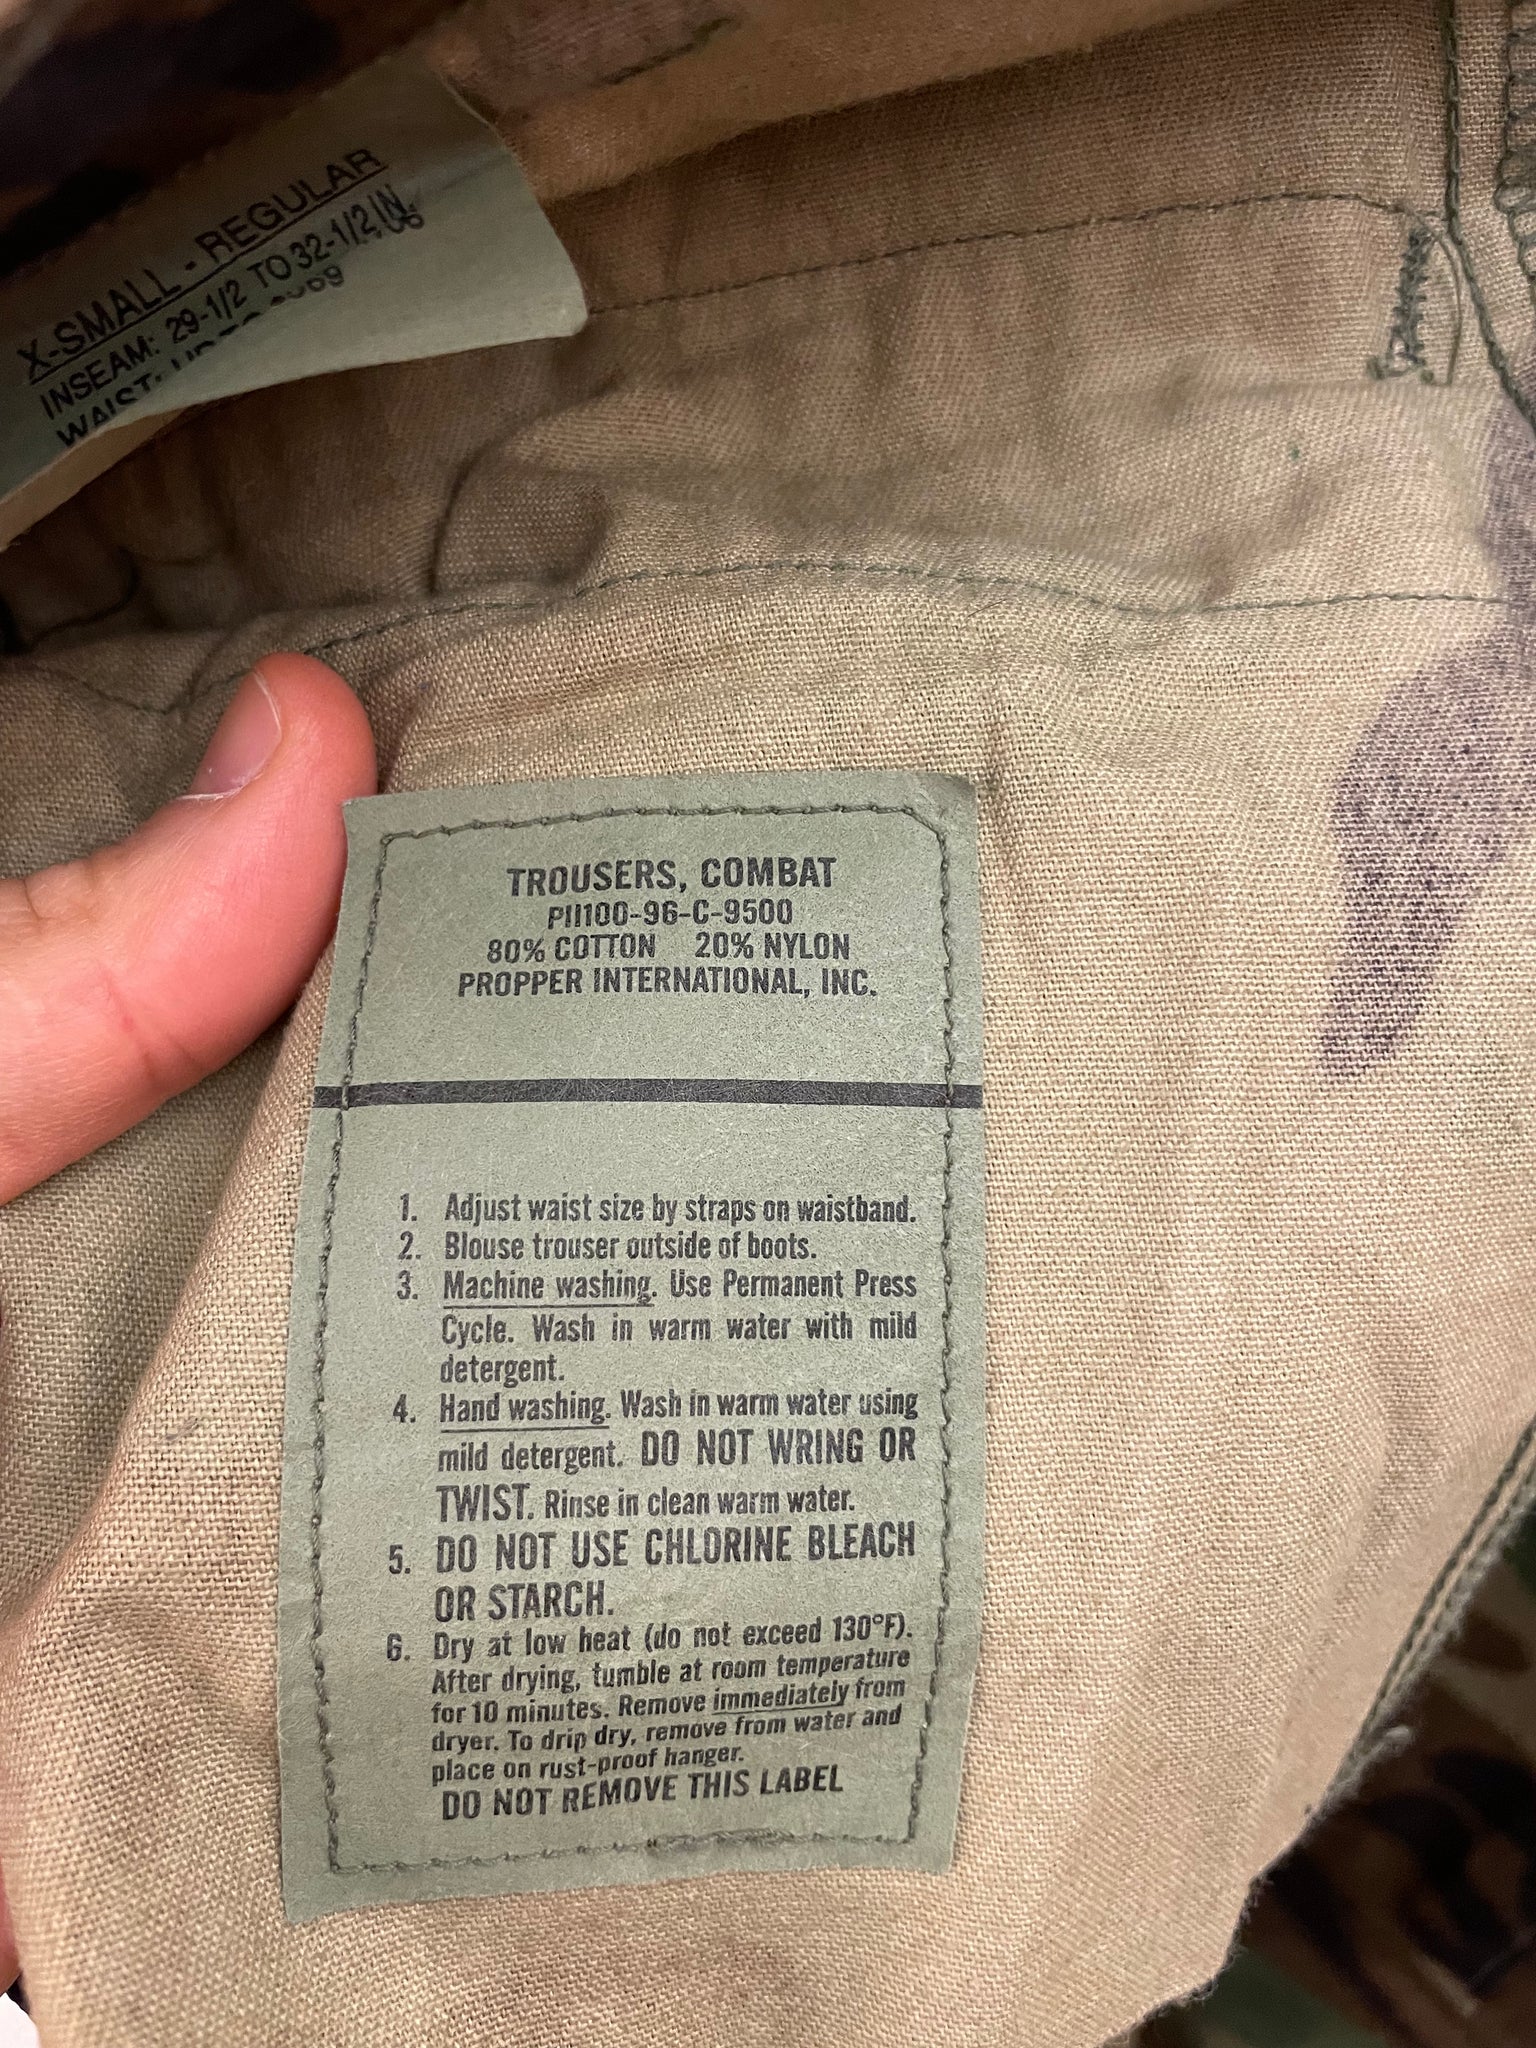 X-SMALL - REGULAR
INSEAM: 29-1/2 TO 32-1/2 IN.
WAIST:
TROUSERS, COMBAT
PII100-96-C-9500
80% COTTON 20% NYLON
PROPPER INTERNATIONAL, INC.
1. Adjust waist size by straps on waistband.
2. Blouse trouser outside of boots.
3. Machine washing. Use Permanent Press
Cycle. Wash in warm water with mild
detergent.
4. Hand washing. Wash in warm water using
mild detergent. DO NOT WRING OR
TWIST. Rinse in clean warm water.
5. DO NOT USE CHLORINE BLEACH
OR STARCH.
6. Dry at low heat (do not exceed 130°F).
After drying, tumble at room temperature
for 10 minutes. Remove immediately from
dryer. To drip dry, remove from water and
place on rust-proof hanger.
DO NOT REMOVE THIS LABEL